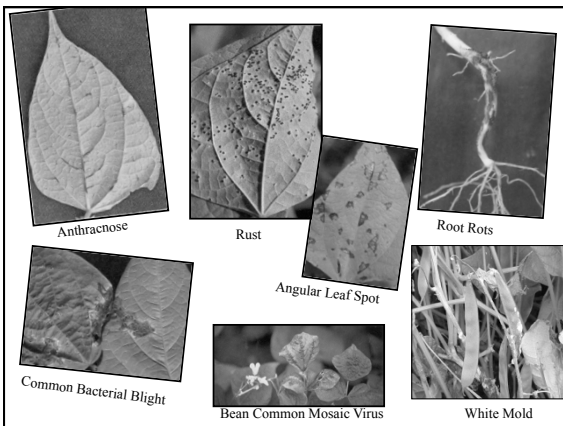 Anthracnose
Rust
Root Rots
Angular Leaf Spot
Common Bacterial Blight
Bean Common Mosaic Virus
White Mold